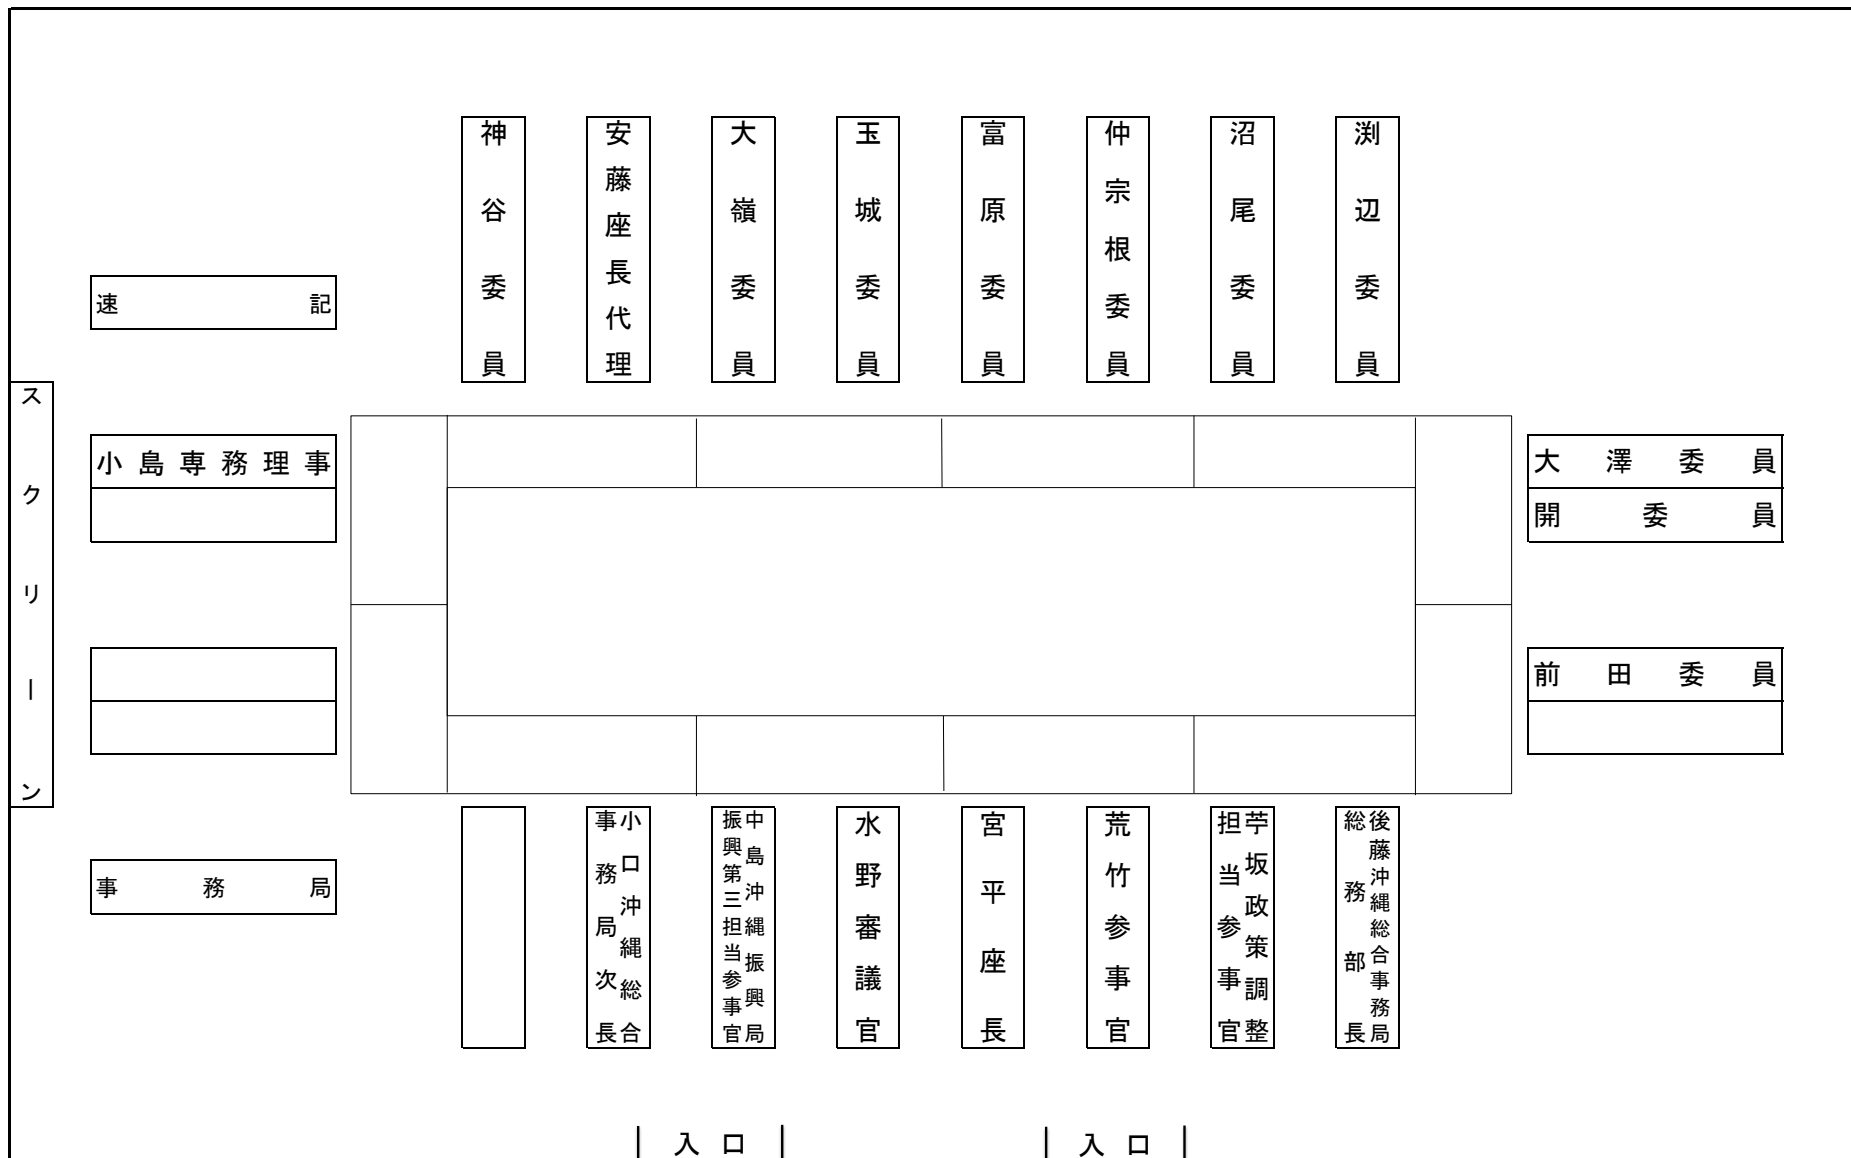 神谷委員
安藤座長代理
大嶺委員
玉城委員
富原委員
仲宗根委員
沼尾委員
渕辺委員
速記
スクリーン
小島専務理事
大澤委員
開委員
前田委員
事務局
小口沖縄総合
事務局次長
中島沖縄振興局
振興第三担当参事官
水野審議官
宮平座長
荒竹参事官
苧坂政策調整
担当参事官
後藤沖縄総合事務局
総務部長
入口
入口